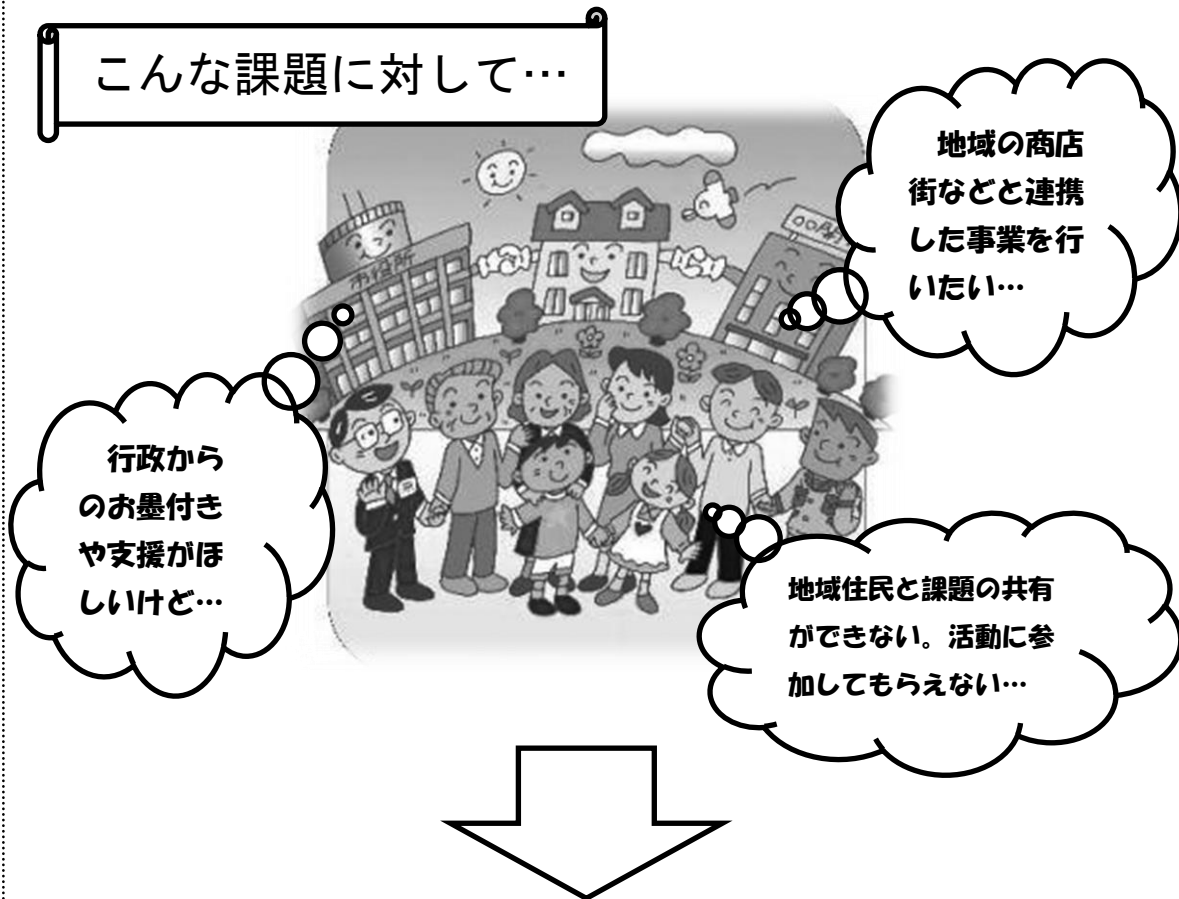 こんな課題に対して…
地域の商店
街などと連携
した事業を行
いたい…
市役所
行政から
のお墨付き
や支援がほ
しいけど…
地域住民と課題の共有
ができない。活動に参
加してもらえない…